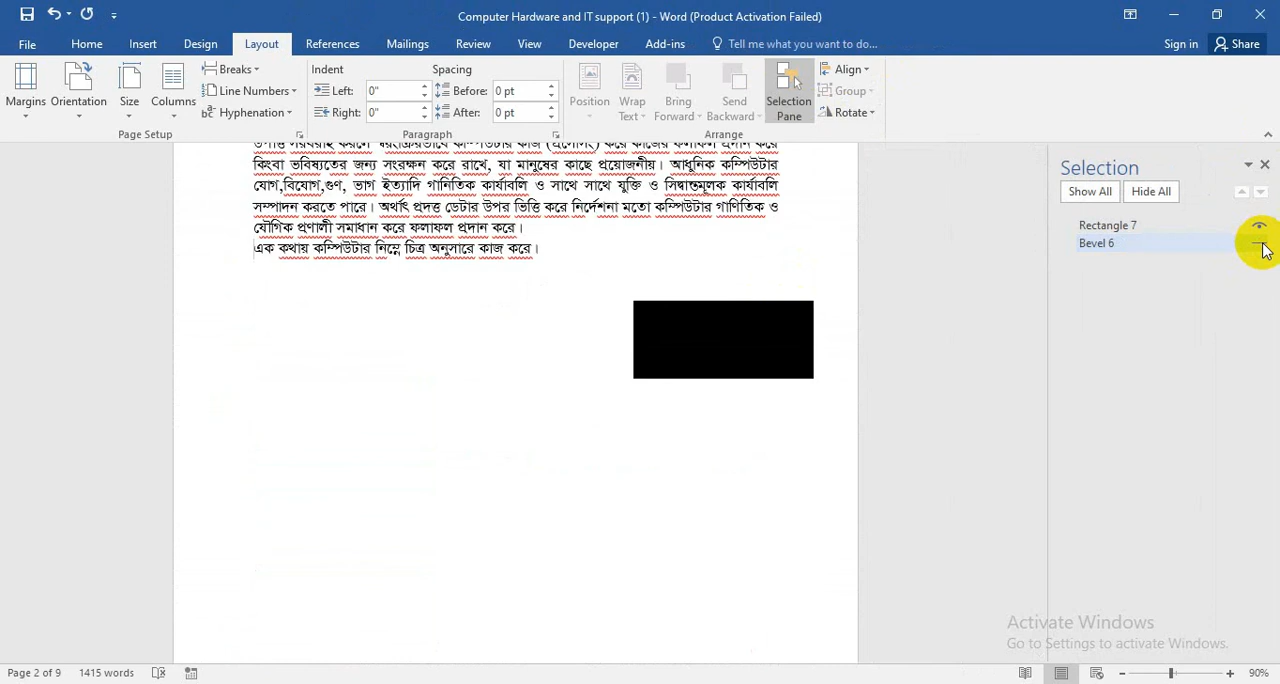 Computer Hardware and IT support (1) - Word (Product Activation Failed)
File Home Insert Design Layout References Mailings Review View Developer Add-ins Tell me what you want to do... Sign in Share
Margins Orientation Size Columns
Breaks
Line Numbers
Hyphenation
Page Setup
Indent Spacing
Left: 0" Before: 0 pt
Right: 0" After: 0 pt
Paragraph
Position Wrap Text Bring Forward Send Backward Selection Pane
Align
Group
Rotate
Arrange
কিংবা ভবিষ্যতের জন্য সংরক্ষন করে রাখে, যা মানুষের কাছে প্রয়োজনীয়। আধুনিক কম্পিউটার
যোগ,বিযোগ,গুণ, ভাগ ইত্যাদি গানিতিক কার্যাবলি ও সাথে সাথে যুক্তি ও সিদ্ধান্তমূলক কার্যাবলি
সম্পাদন করতে পারে। অর্থাৎ প্রদত্ত ডেটার উপর ভিত্তি করে নির্দেশনা মতো কম্পিউটার গাণিতিক ও
যৌগিক প্রণালী সমাধান করে ফলাফল প্রদান করে।
এক কথায় কম্পিউটার নিম্নে চিত্র অনুসারে কাজ করে।
Selection
Show All Hide All
Rectangle 7
Bevel 6
Activate Windows
Go to Settings to activate Windows.
Page 2 of 9 1415 words 90%